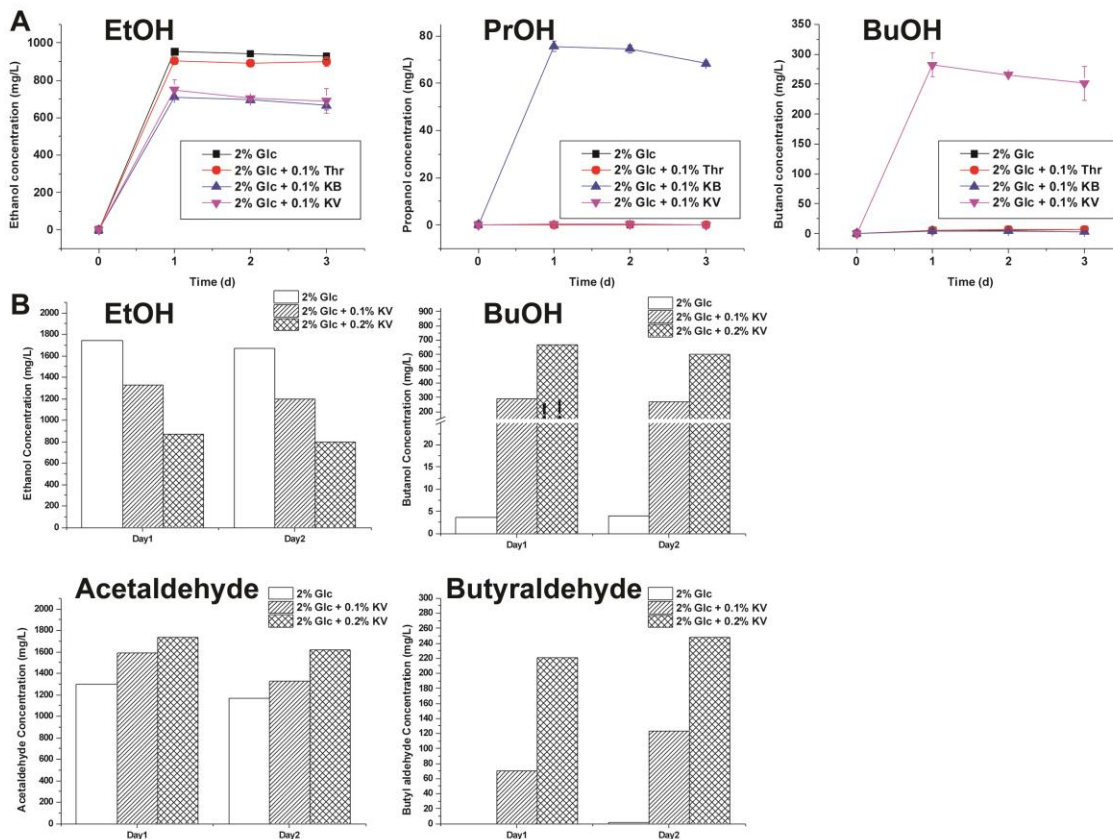 A
EtOH
PrOH
BuOH
Ethanol concentration (mg/L)
1000
800
600
400
200
0
2% Glc
2% Glc + 0.1% Thr
2% Glc + 0.1% KB
2% Glc + 0.1% KV
0
1
2
3
Time (d)
Propanol concentration (mg/L)
80
60
40
20
0
2% Glc
2% Glc + 0.1% Thr
2% Glc + 0.1% KB
2% Glc + 0.1% KV
0
1
2
3
Time (d)
Butanol concentration (mg/L)
350
300
250
200
150
100
50
0
2% Glc
2% Glc + 0.1% Thr
2% Glc + 0.1% KB
2% Glc + 0.1% KV
0
1
2
3
Time (d)
B
EtOH
2% Glc
2% Glc + 0.1% KV
2% Glc + 0.2% KV
Ethanol Concentration (mg/L)
2000
1800
1600
1400
1200
1000
800
600
400
200
0
Day1
Day2
BuOH
2% Glc
2% Glc + 0.1% KV
2% Glc + 0.2% KV
Butanol Concentration (mg/L)
900
800
700
600
500
400
300
200
20
15
10
5
0
Day1
Day2
Acetaldehyde
2% Glc
2% Glc + 0.1% KV
2% Glc + 0.2% KV
Acetaldehyde Concentration (mg/L)
2000
1800
1600
1400
1200
1000
800
600
400
200
0
Day1
Day2
Butyraldehyde
2% Glc
2% Glc + 0.1% KV
2% Glc + 0.2% KV
Butyl aldehyde Concentration (mg/L)
300
280
260
240
220
200
180
160
140
120
100
80
60
40
20
0
Day1
Day2